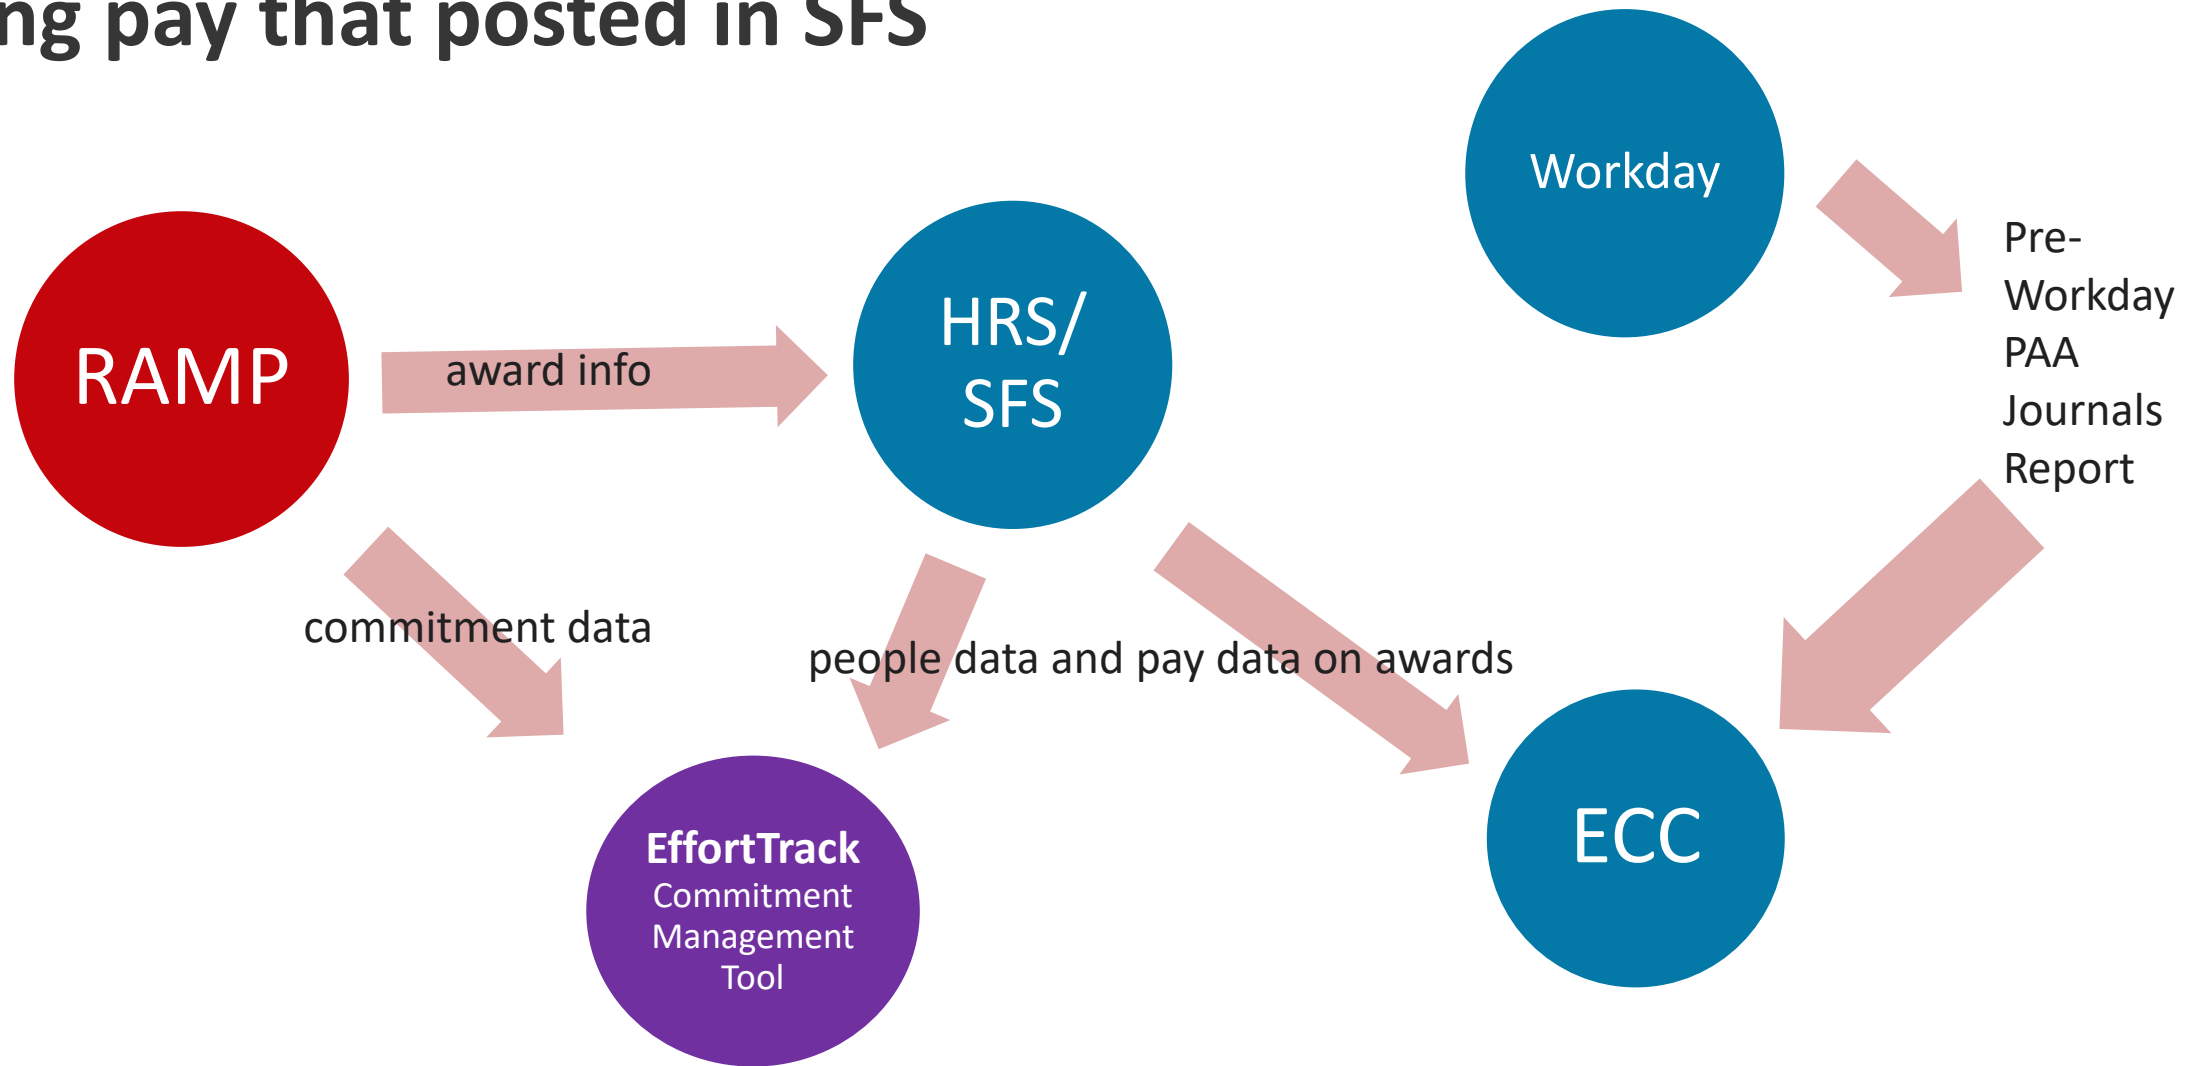 ng pay that posted in SFS
Workday
Pre-
Workday
PAA
Journals
Report
RAMP
award info
HRS/
SFS
commitment data
people data and pay data on awards
EffortTrack
Commitment
Management
Tool
ECC